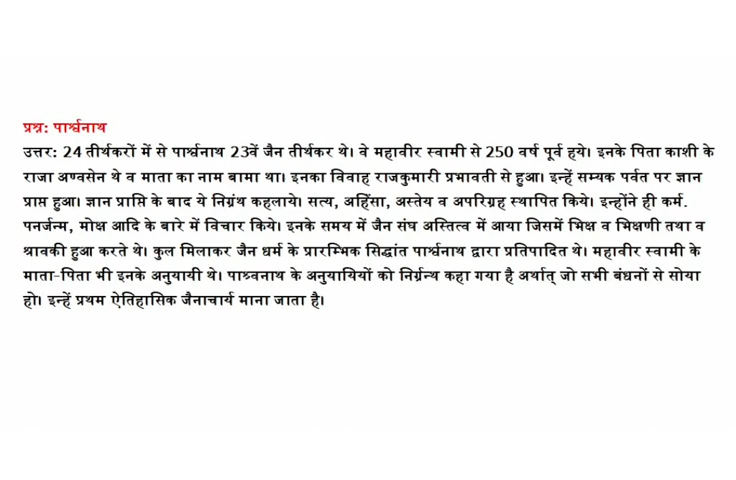 प्रश्न: पार्श्वनाथ
उत्तर: 24 तीर्थकरों में से पार्श्वनाथ 23वें जैन तीर्थकर थे। वे महावीर स्वामी से 250 वर्ष पूर्व हये। इनके पिता काशी के
राजा अण्वसेन थे व माता का नाम बामा था। इनका विवाह राजकुमारी प्रभावती से हुआ। इन्हें सम्यक पर्वत पर ज्ञान
प्राप्त हुआ। ज्ञान प्राप्ति के बाद ये निग्रंथ कहलाये। सत्य, अहिंसा, अस्तेय व अपरिग्रह स्थापित किये। इन्होंने ही कर्म.
पनर्जन्म, मोक्ष आदि के बारे में विचार किये। इनके समय में जैन संघ अस्तित्व में आया जिसमें भिक्ष व भिक्षणी तथा व
श्रावकी हुआ करते थे। कुल मिलाकर जैन धर्म के प्रारम्भिक सिद्धांत पार्श्वनाथ द्वारा प्रतिपादित थे। महावीर स्वामी के
माता-पिता भी इनके अनुयायी थे। पाश्र्वनाथ के अनुयायियों को निर्ग्रन्थ कहा गया है अर्थात् जो सभी बंधनों से सोया
हो। इन्हें प्रथम ऐतिहासिक जैनाचार्य माना जाता है।